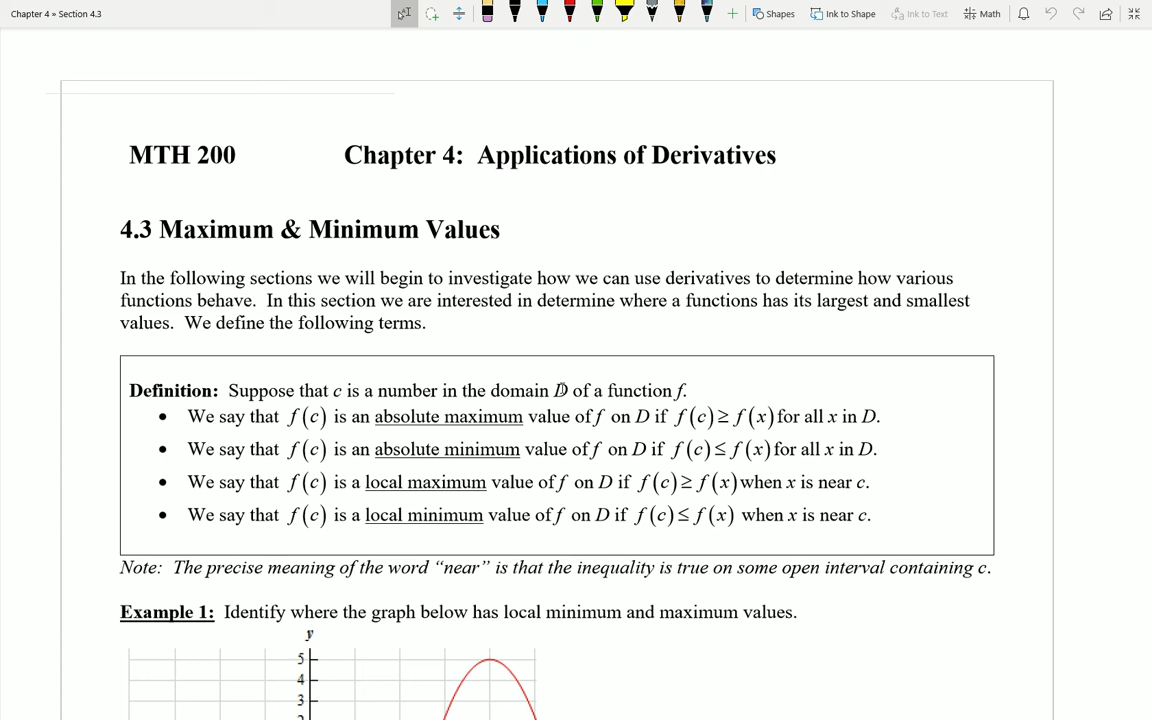 Chapter 4 » Section 4.3
Shapes Ink to Shape Ink to Text Math
MTH 200 Chapter 4: Applications of Derivatives
4.3 Maximum & Minimum Values
In the following sections we will begin to investigate how we can use derivatives to determine how various
functions behave. In this section we are interested in determine where a functions has its largest and smallest
values. We define the following terms.
Definition: Suppose that c is a number in the domain D of a function f.
• We say that f(c) is an absolute maximum value of f on D if f(c) ≥ f(x) for all x in D.
• We say that f(c) is an absolute minimum value of f on D if f(c) ≤ f(x) for all x in D.
• We say that f(c) is a local maximum value of f on D if f(c) ≥ f(x) when x is near c.
• We say that f(c) is a local minimum value of f on D if f(c) ≤ f(x) when x is near c.
Note: The precise meaning of the word “near” is that the inequality is true on some open interval containing c.
Example 1: Identify where the graph below has local minimum and maximum values.
y
5
4
3